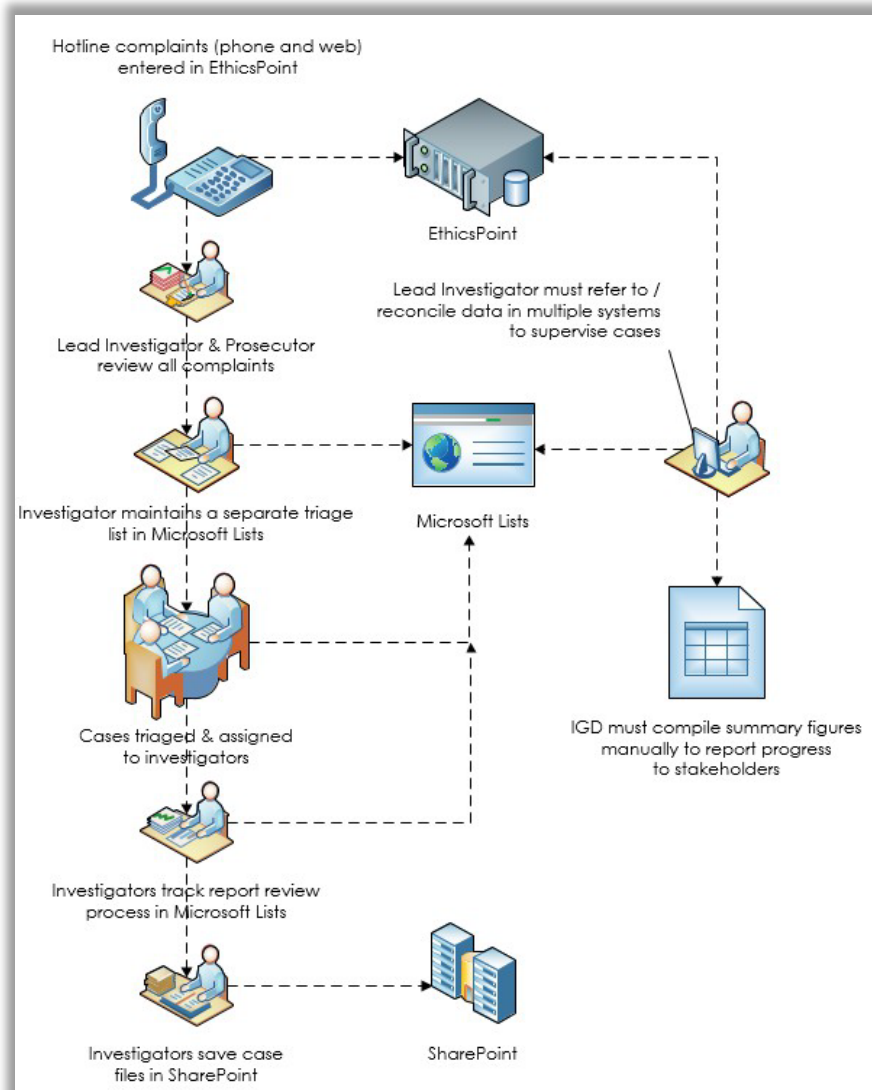 Hotline complaints (phone and web)
entered in EthicsPoint
EthicsPoint
Lead Investigator must refer to /
reconcile data in multiple systems
to supervise cases
Lead Investigator & Prosecutor
review all complaints
Investigator maintains a separate triage
list in Microsoft Lists
Microsoft Lists
Cases triaged & assigned
to investigators
IGD must compile summary figures
manually to report progress
to stakeholders
Investigators track report review
process in Microsoft Lists
Investigators save case
files in SharePoint
SharePoint